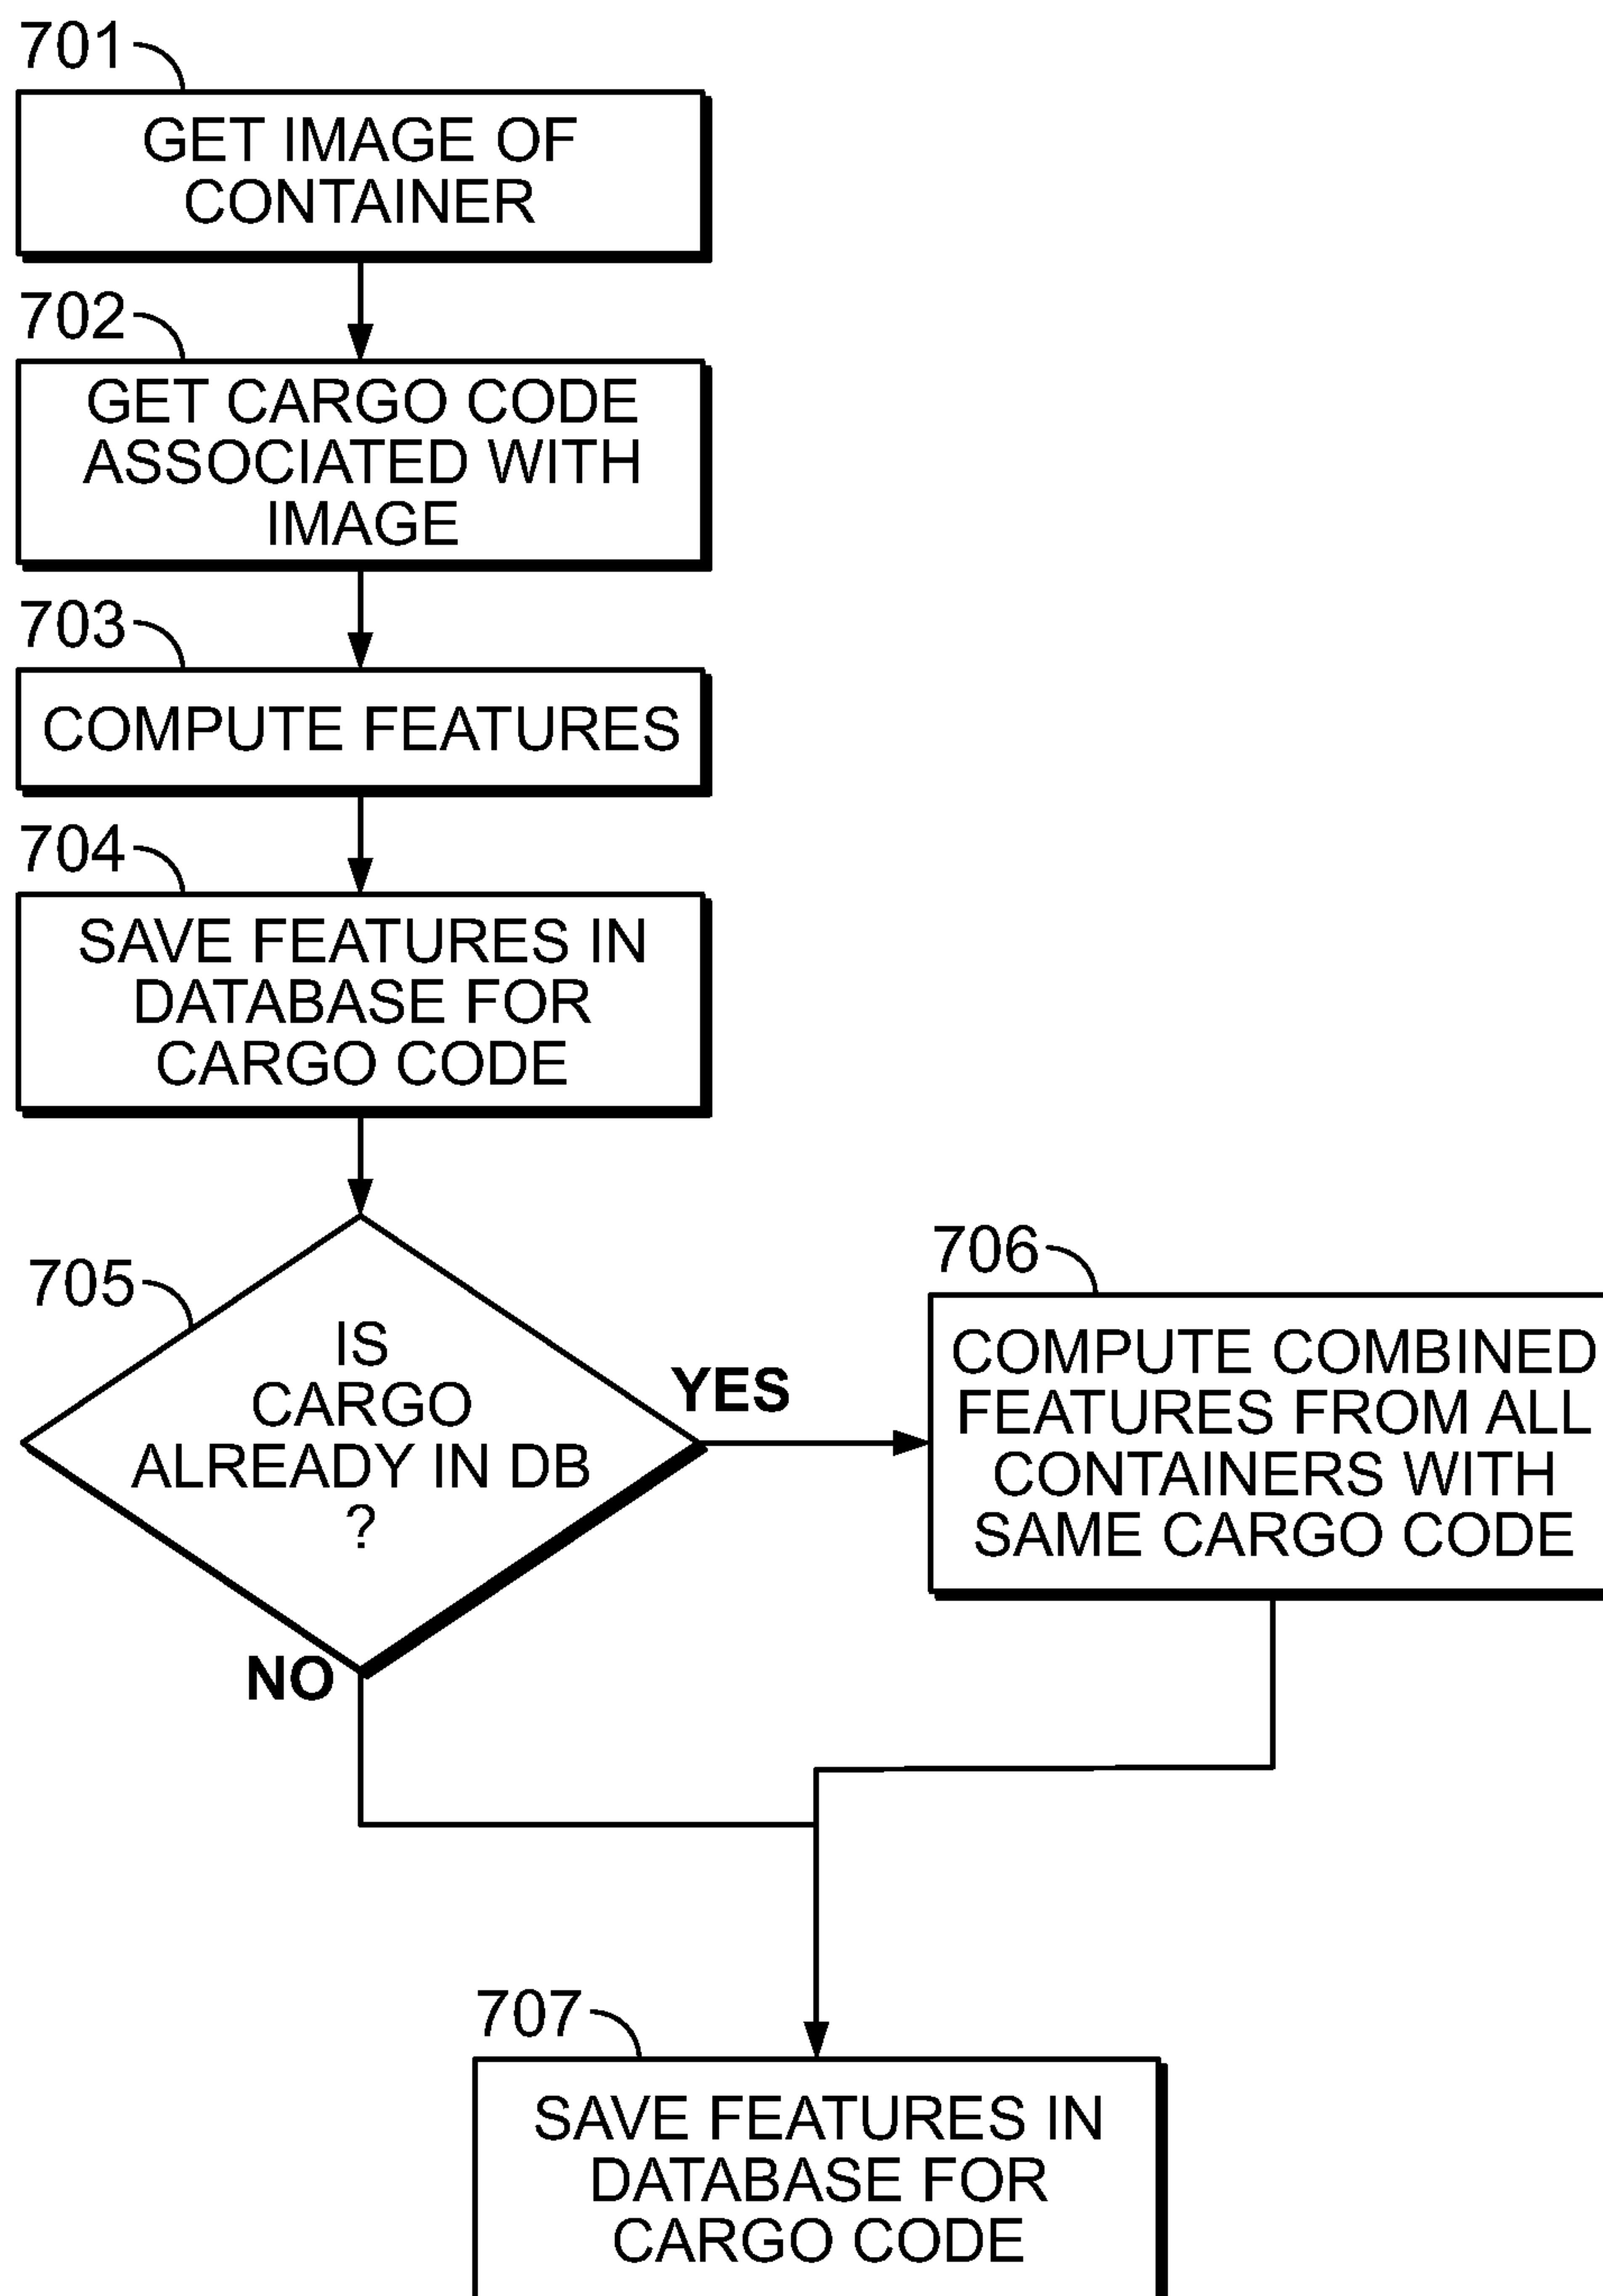 701
GET IMAGE OF
CONTAINER
702
GET CARGO CODE
ASSOCIATED WITH
IMAGE
703
COMPUTE FEATURES
704
SAVE FEATURES IN
DATABASE FOR
CARGO CODE
705
IS
CARGO
ALREADY IN DB
?
YES
NO
706
COMPUTE COMBINED
FEATURES FROM ALL
CONTAINERS WITH
SAME CARGO CODE
707
SAVE FEATURES IN
DATABASE FOR
CARGO CODE